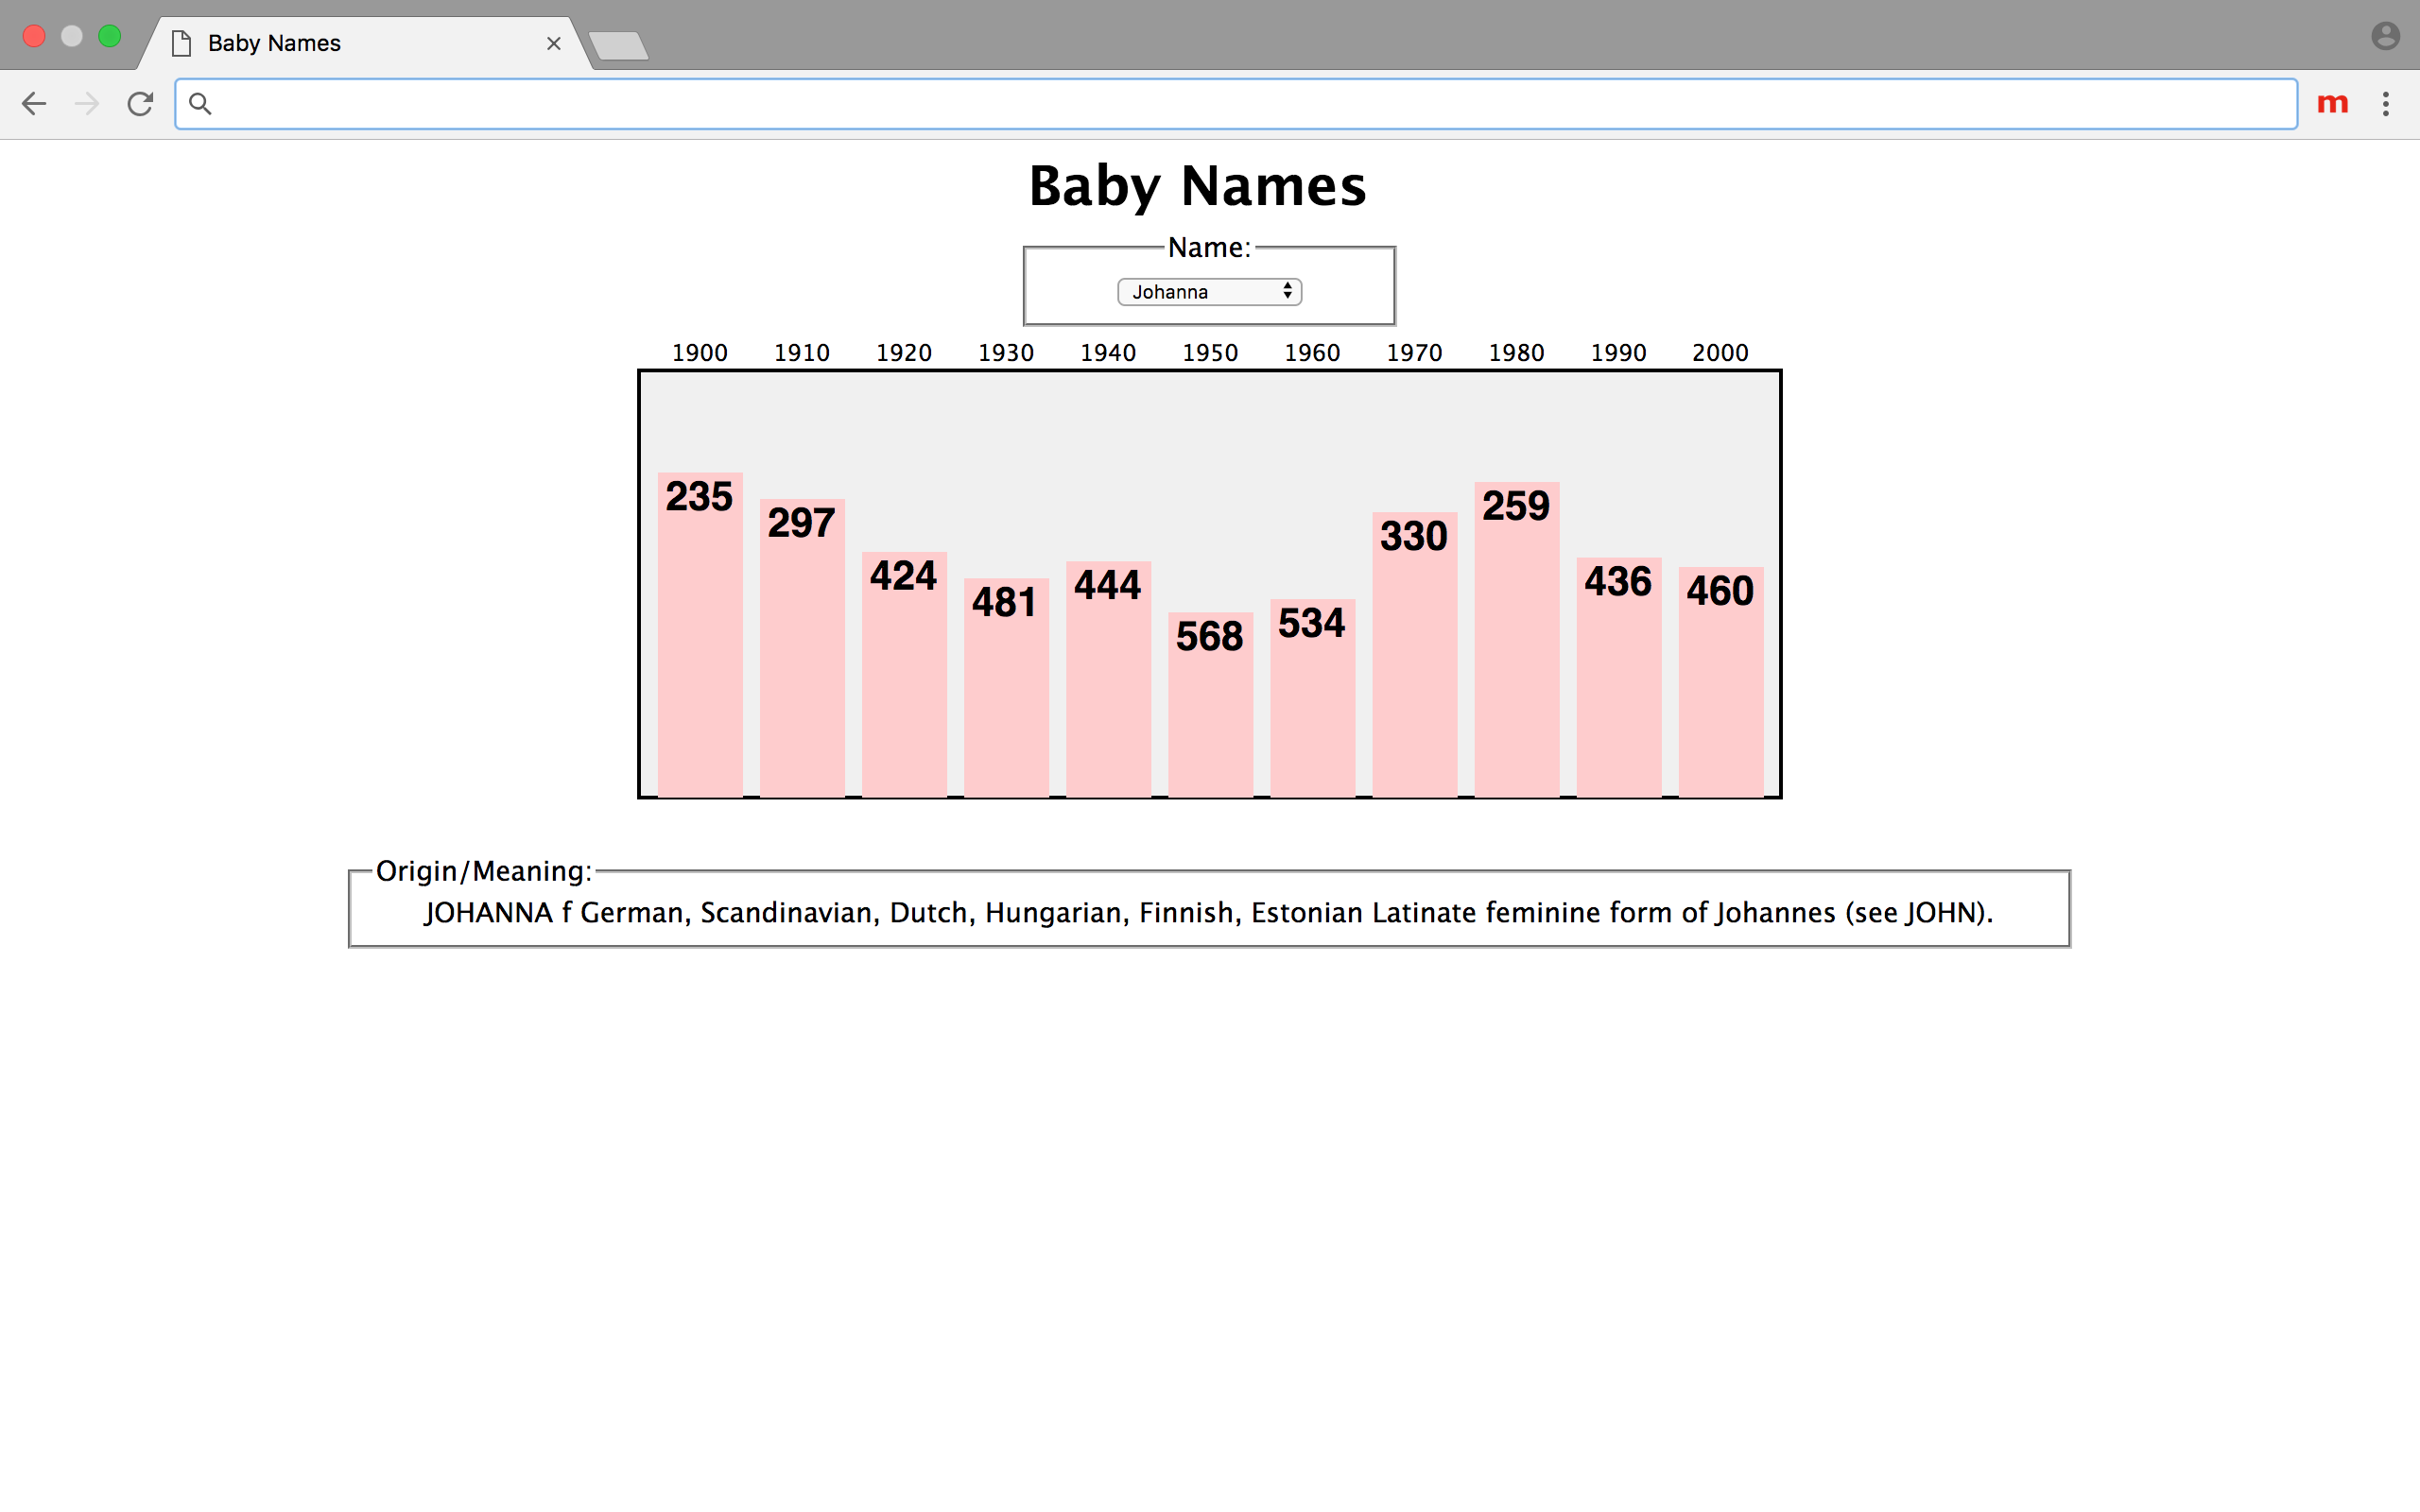 Baby Names
m
Baby Names
Name:
Johanna
1900 1910 1920 1930 1940 1950 1960 1970 1980 1990 2000
235 297 424 481 444 568 534 330 259 436 460
Origin/Meaning:
JOHANNA f German, Scandinavian, Dutch, Hungarian, Finnish, Estonian Latinate feminine form of Johannes (see JOHN).